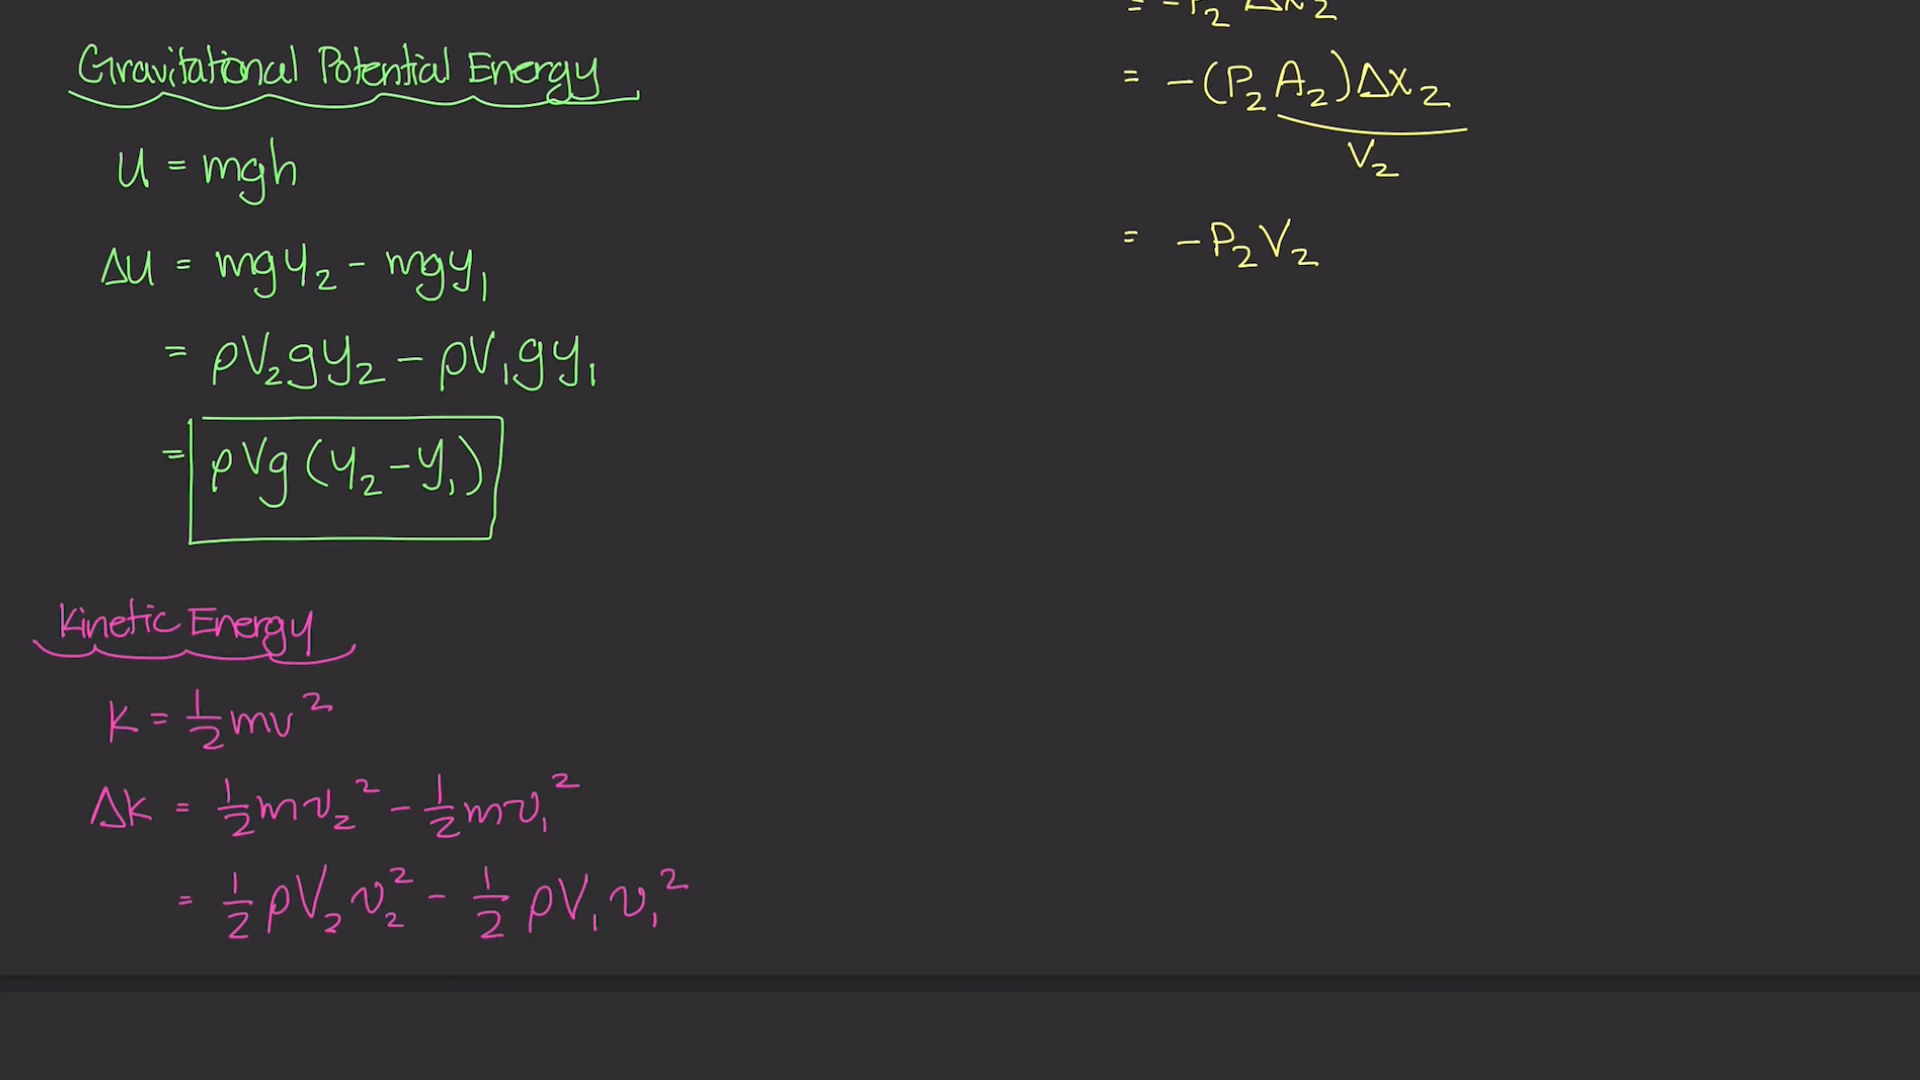 Gravitational Potential Energy
U = mgh
ΔU = mgy₂ - mgy₁
= ρV₂gy₂ - ρV₁gy₁
= ρVg(y₂-y₁)
Kinetic Energy
K = ½mv²
ΔK = ½mv₂² - ½mv₁²
= ½ρV₂v₂² - ½ρV₁v₁²
= -(P₂A₂)Δx₂
V₂
= -P₂V₂